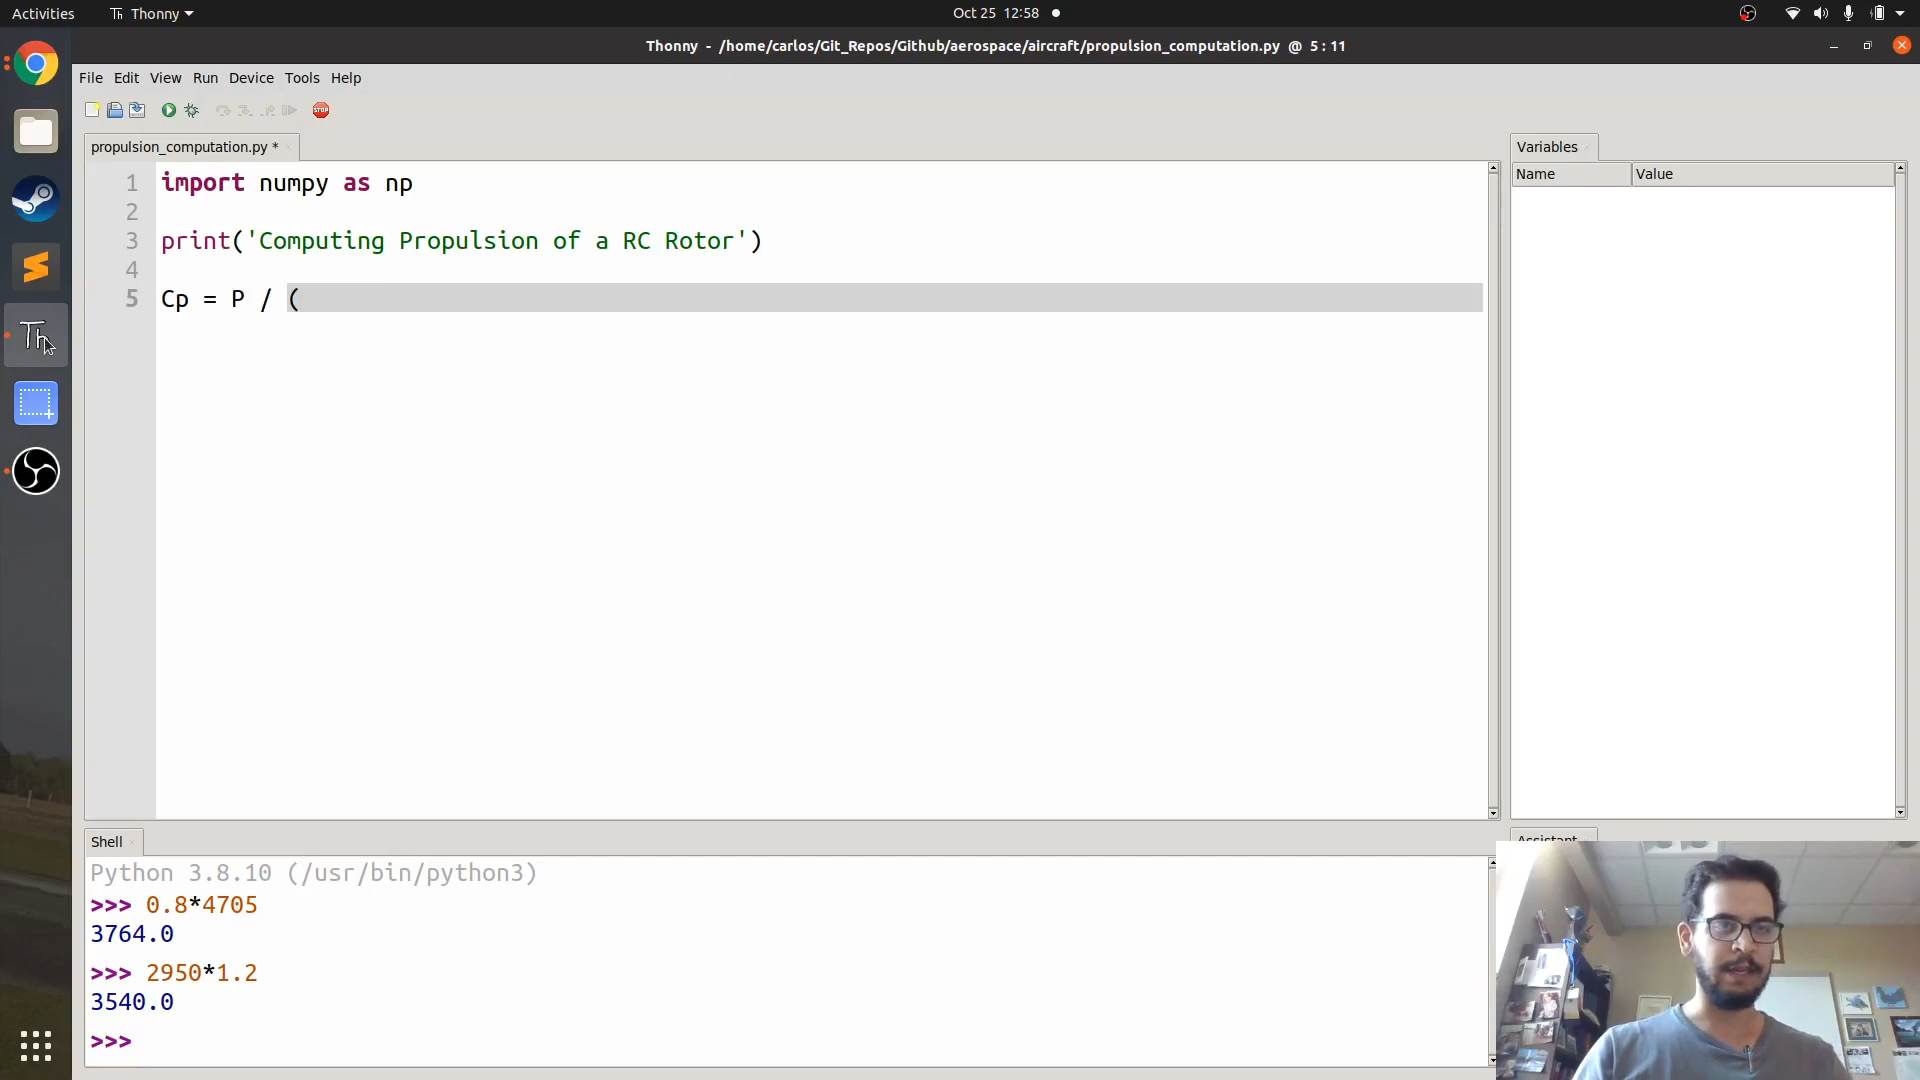 Activities
Thonny
Oct 25 12:58
Thonny - /home/carlos/Git_Repos/Github/aerospace/aircraft/propulsion_computation.py @ 5 : 11
File Edit View Run Device Tools Help
STOP
propulsion_computation.py *
1 import numpy as np
2
3 print('Computing Propulsion of a RC Rotor')
4
5 Cp = P / (
Variables
Name Value
Th
Shell
Python 3.8.10 (/usr/bin/python3)
>>> 0.8*4705
3764.0
>>> 2950*1.2
3540.0
>>>
Assistant